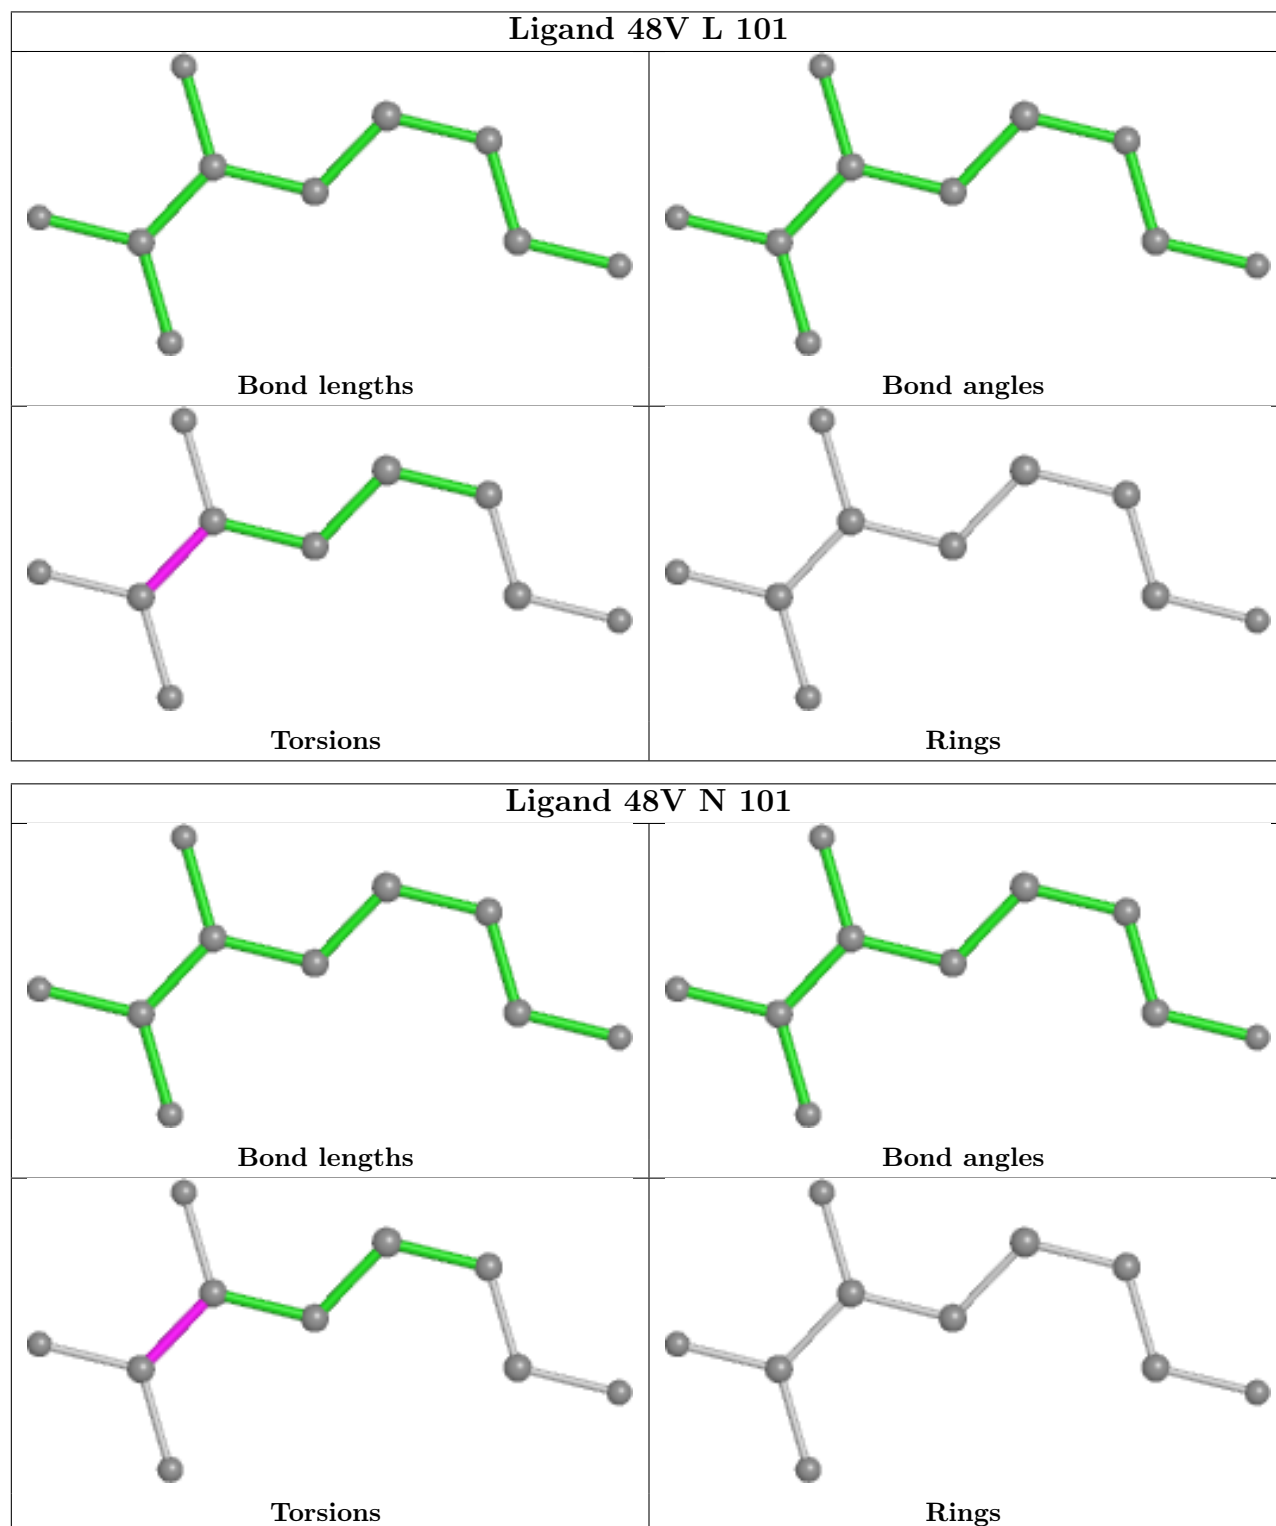 Ligand 48V L 101
Bond lengths
Bond angles
Torsions
Rings
Ligand 48V N 101
Bond lengths
Bond angles
Torsions
Rings